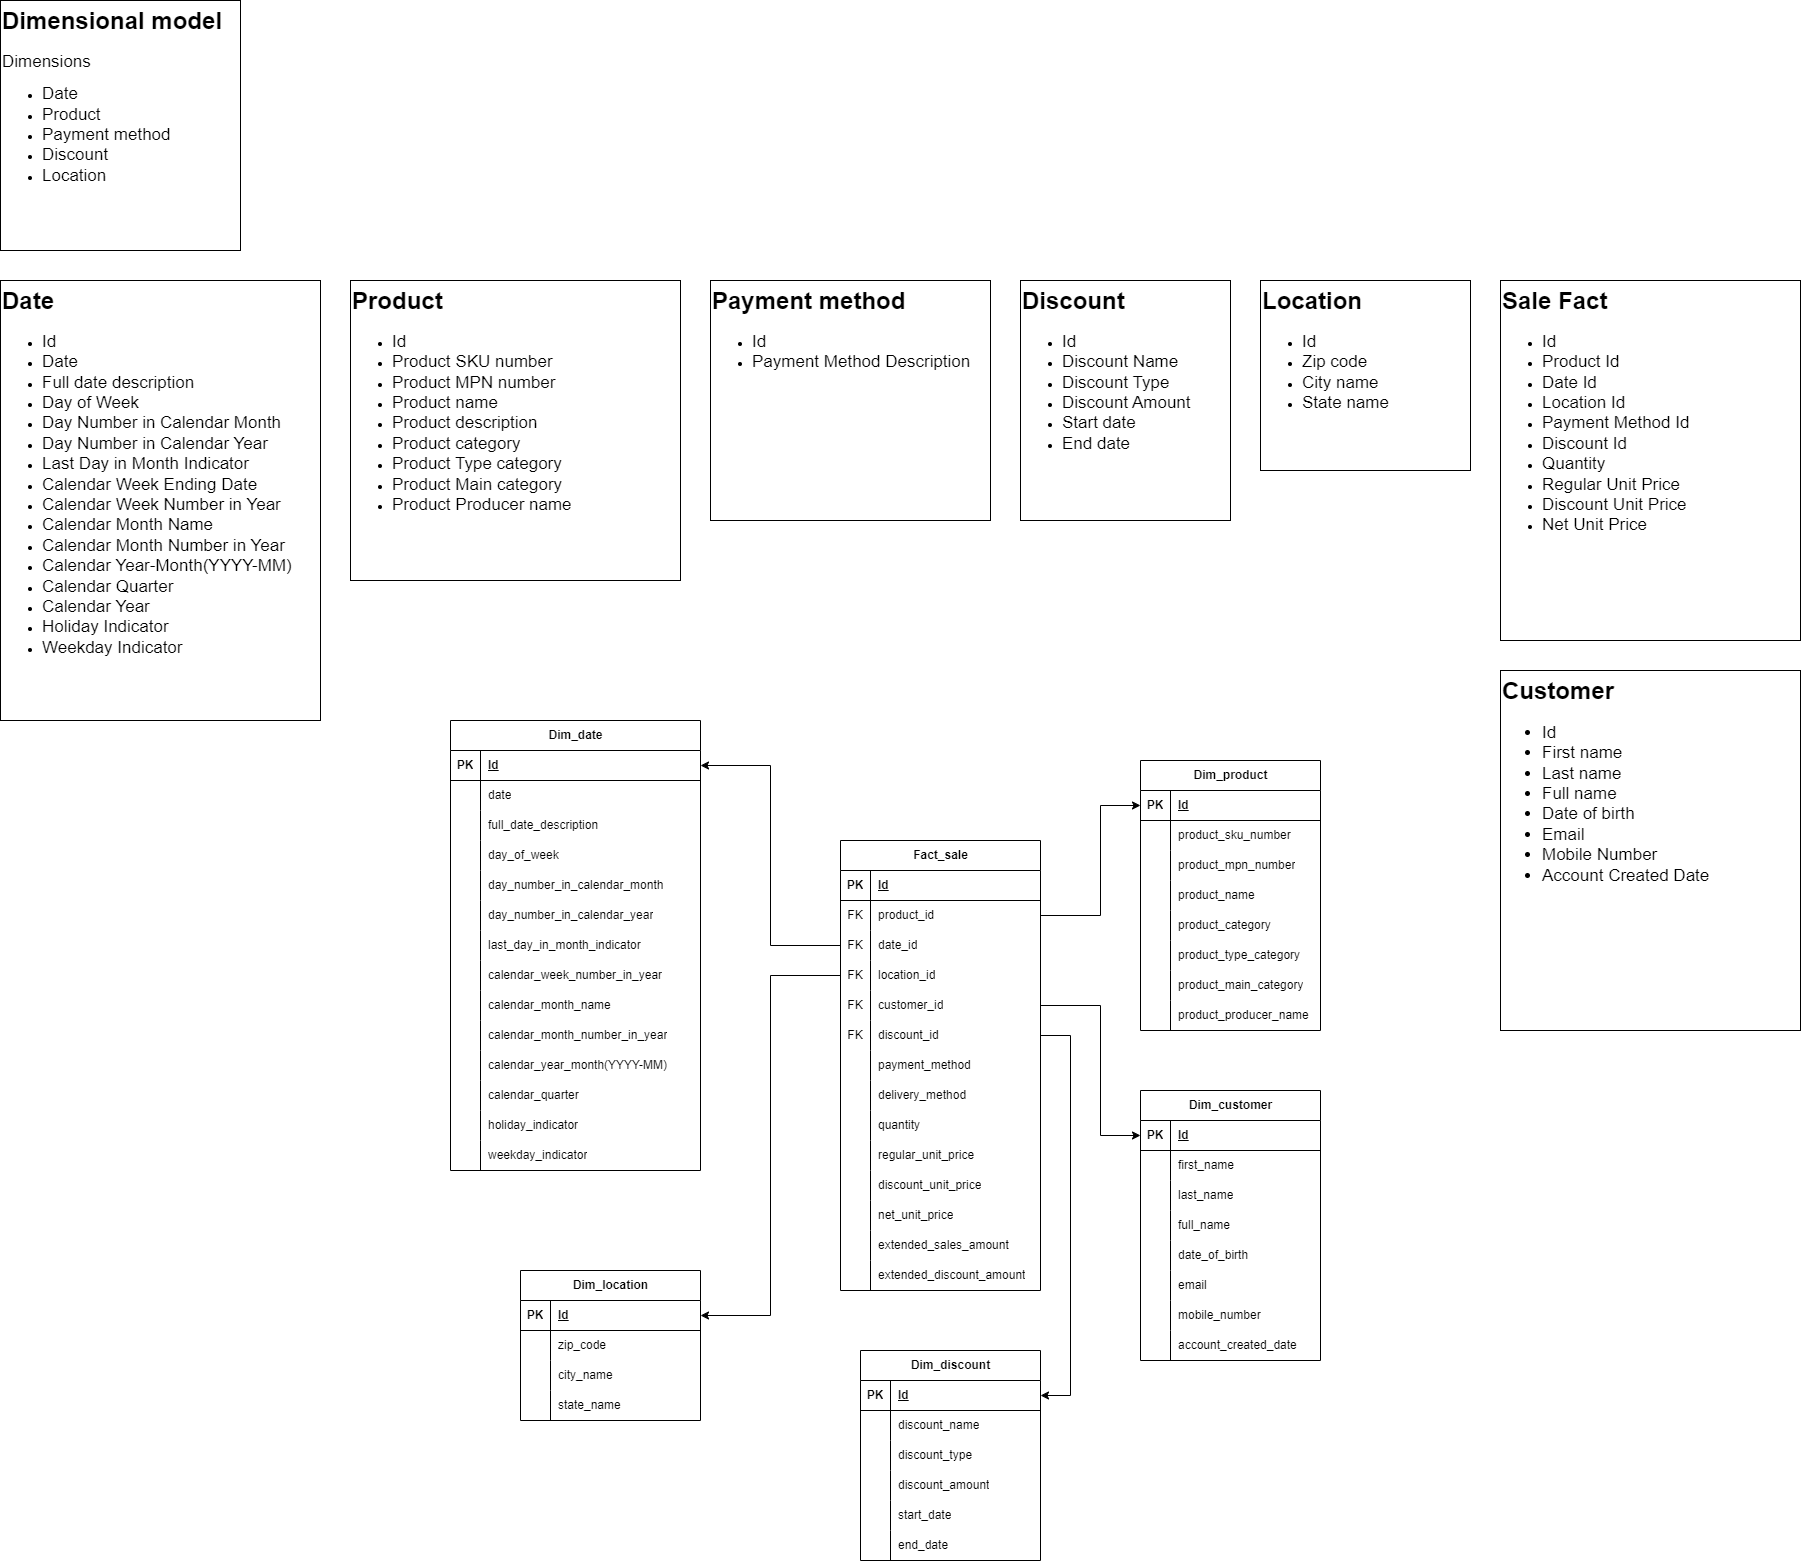 Dimensional model
Dimensions
Date
Product
Payment method
Discount
Location
Date
Id
Date
Full date description
Day of Week
Day Number in Calendar Month
Day Number in Calendar Year
Last Day in Month Indicator
Calendar Week Ending Date
Calendar Week Number in Year
Calendar Month Name
Calendar Month Number in Year
Calendar Year-Month(YYYY-MM)
Calendar Quarter
Calendar Year
Holiday Indicator
Weekday Indicator
Product
Id
Product SKU number
Product MPN number
Product name
Product description
Product category
Product Type category
Product Main category
Product Producer name
Payment method
Id
Payment Method Description
Discount
Id
Discount Name
Discount Type
Discount Amount
Start date
End date
Location
Id
Zip code
City name
State name
Sale Fact
Id
Product Id
Date Id
Location Id
Payment Method Id
Discount Id
Quantity
Regular Unit Price
Discount Unit Price
Net Unit Price
Customer
Id
First name
Last name
Full name
Date of birth
Email
Mobile Number
Account Created Date
Dim_date
PK Id
date
full_date_description
day_of_week
day_number_in_calendar_month
day_number_in_calendar_year
last_day_in_month_indicator
calendar_week_number_in_year
calendar_month_name
calendar_month_number_in_year
calendar_year_month(YYYY-MM)
calendar_quarter
holiday_indicator
weekday_indicator
Fact_sale
PK Id
FK product_id
FK date_id
FK location_id
FK customer_id
FK discount_id
payment_method
delivery_method
quantity
regular_unit_price
discount_unit_price
net_unit_price
extended_sales_amount
extended_discount_amount
Dim_product
PK Id
product_sku_number
product_mpn_number
product_name
product_category
product_type_category
product_main_category
product_producer_name
Dim_customer
PK Id
first_name
last_name
full_name
date_of_birth
email
mobile_number
account_created_date
Dim_location
PK Id
zip_code
city_name
state_name
Dim_discount
PK Id
discount_name
discount_type
discount_amount
start_date
end_date